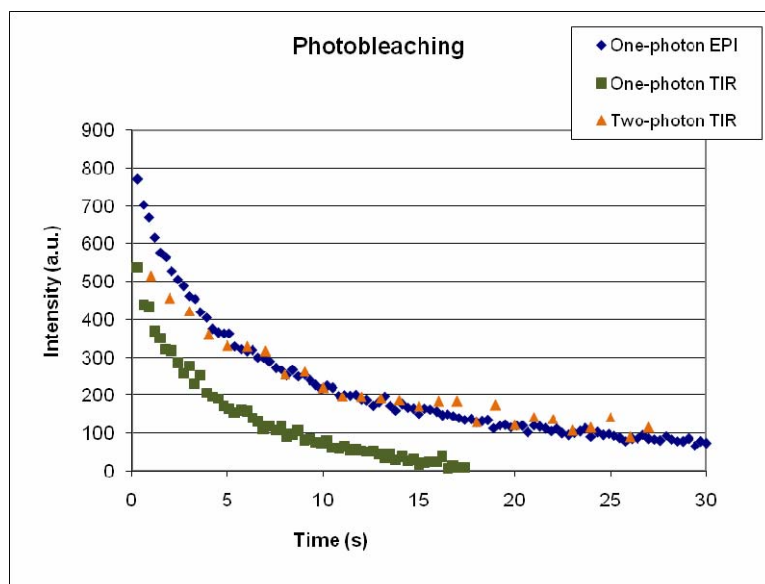 Photobleaching
One-photon EPI
One-photon TIR
Two-photon TIR
900
800
700
600
500
400
300
200
100
0
Intensity (a.u.)
0 5 10 15 20 25 30
Time (s)